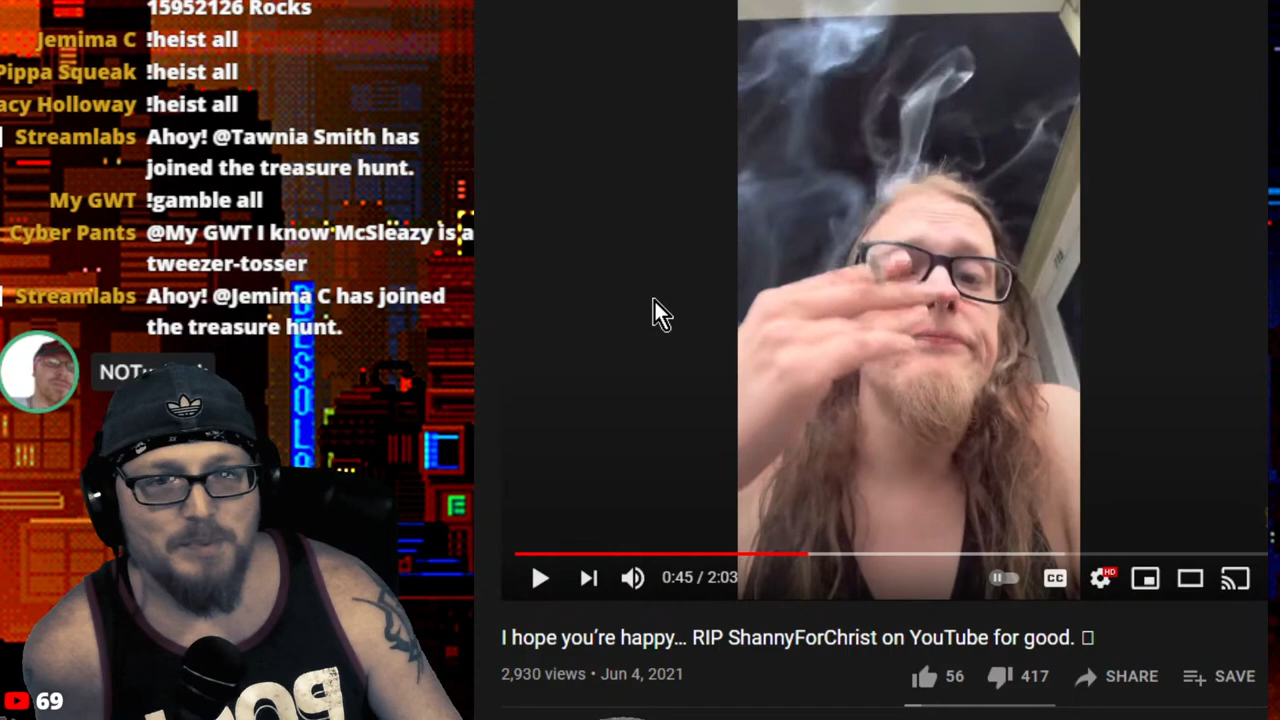 15952126 Rocks
Jemima C !heist all
Pippa Squeak !heist all
acy Holloway !heist all
Streamlabs Ahoy! @Tawnia Smith has
joined the treasure hunt.
My GWT !gamble all
Cyber Pants @My GWT I know McSleazy is a
tweezer-tosser
Streamlabs Ahoy! @Jemima C has joined
the treasure hunt.
69
0:45 / 2:03
CC
HD
I hope you're happy... RIP ShannyForChrist on YouTube for good.
2,930 views • Jun 4, 2021
56
417
SHARE
SAVE